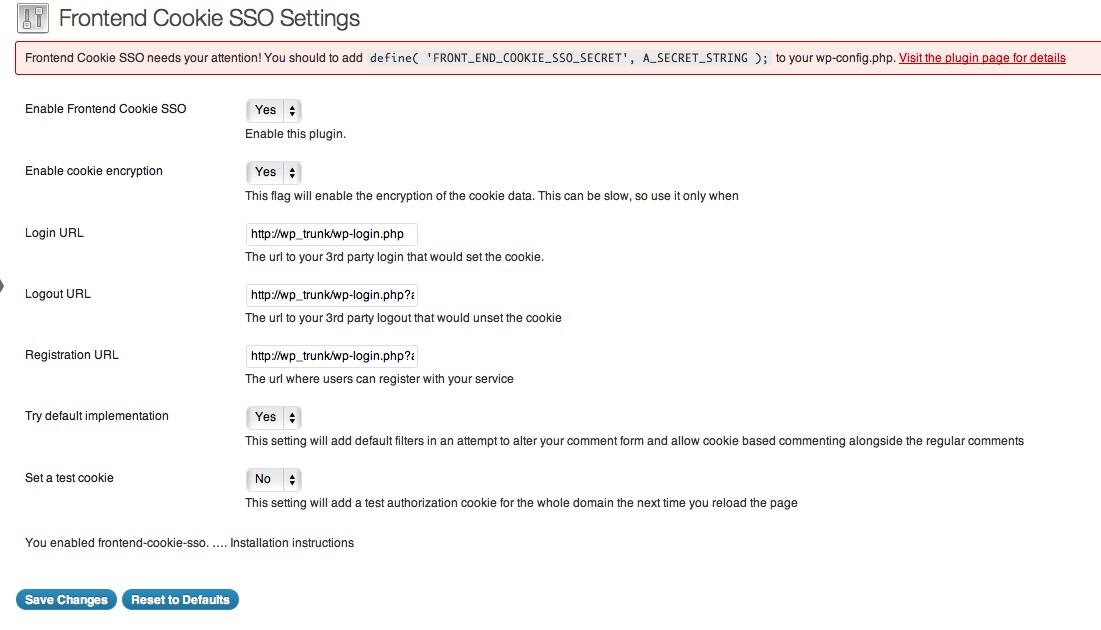 Frontend Cookie SSO Settings
Frontend Cookie SSO needs your attention! You should to add define( 'FRONT_END_COOKIE_SSO_SECRET', A_SECRET_STRING ); to your wp-config.php. Visit the plugin page for details
Enable Frontend Cookie SSO Yes
Enable this plugin.
Enable cookie encryption Yes
This flag will enable the encryption of the cookie data. This can be slow, so use it only when
Login URL http://wp_trunk/wp-login.php
The url to your 3rd party login that would set the cookie.
Logout URL http://wp_trunk/wp-login.php?a
The url to your 3rd party logout that would unset the cookie
Registration URL http://wp_trunk/wp-login.php?a
The url where users can register with your service
Try default implementation Yes
This setting will add default filters in an attempt to alter your comment form and allow cookie based commenting alongside the regular comments
Set a test cookie No
This setting will add a test authorization cookie for the whole domain the next time you reload the page
You enabled frontend-cookie-sso. .... Installation instructions
Save Changes Reset to Defaults